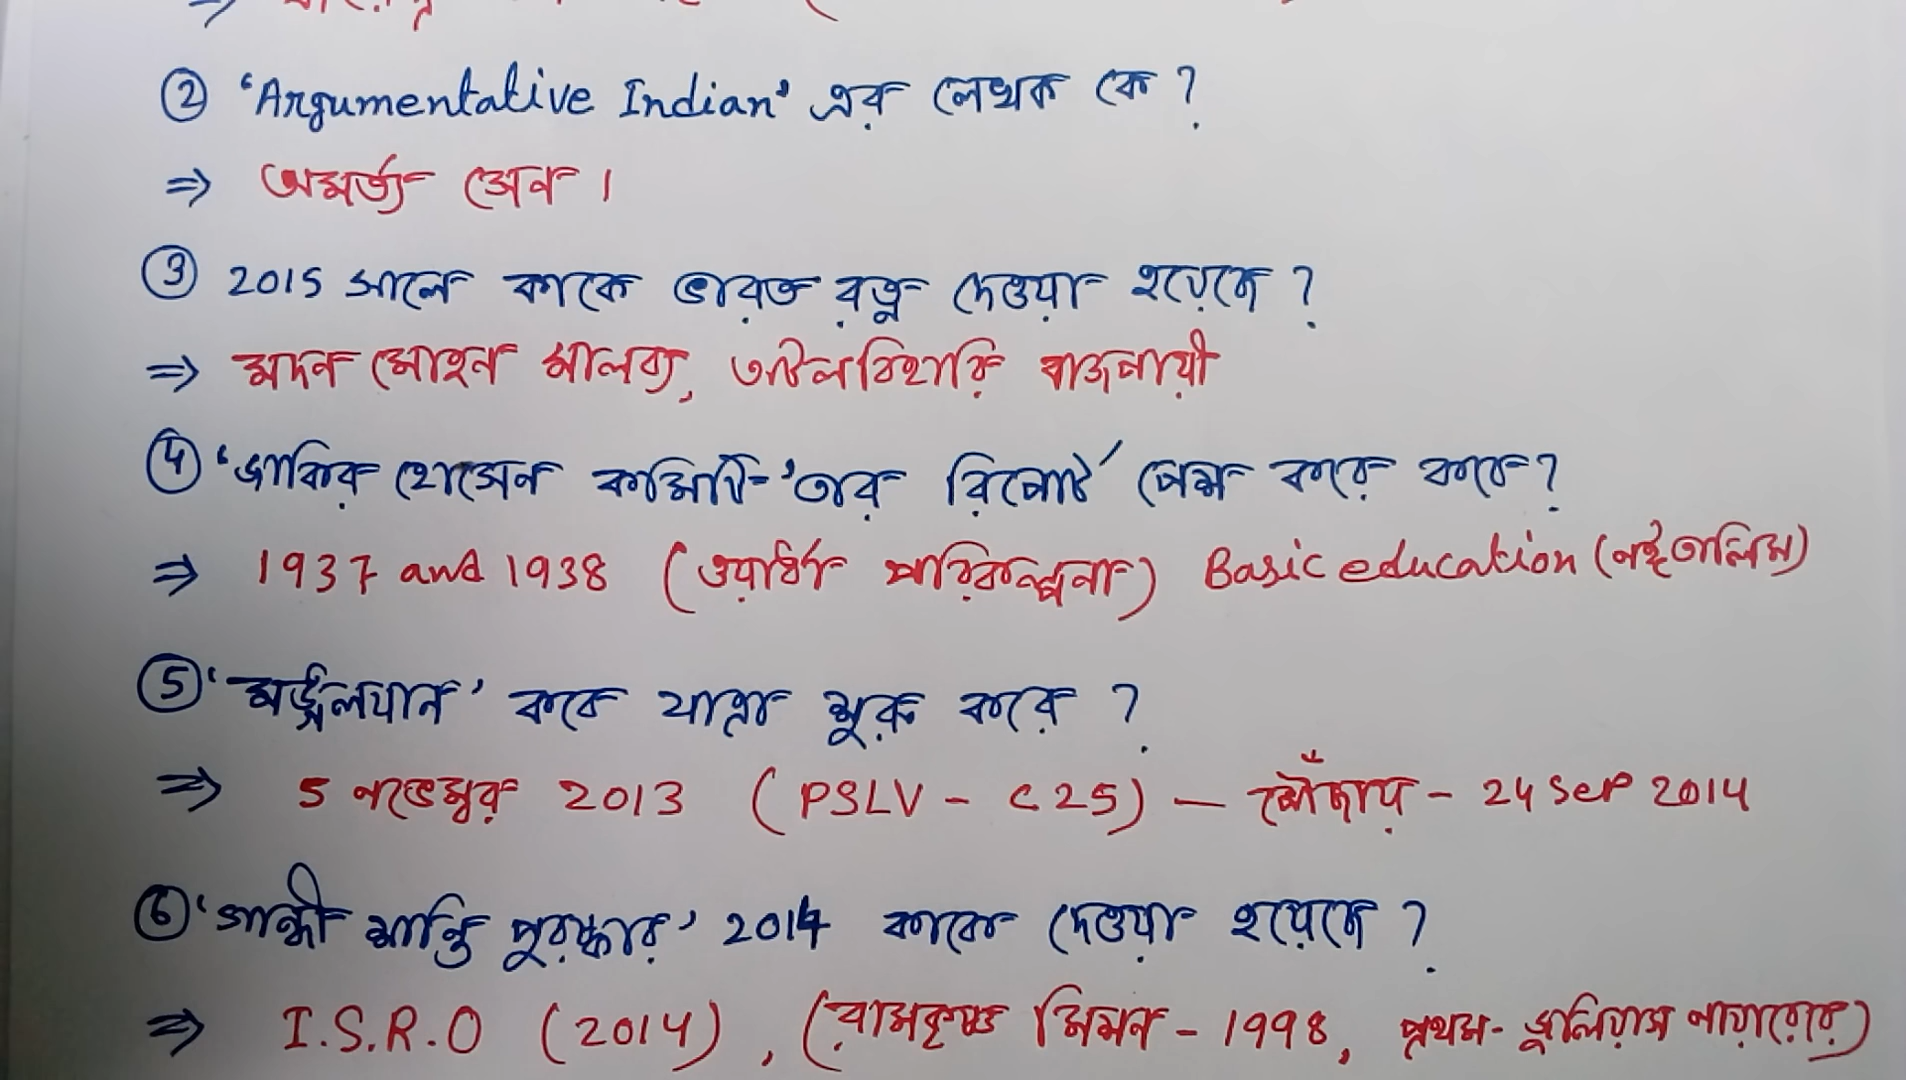 ② 'Argumentative Indian' এর লেখক কে ?
⇒ অমর্ত্য সেন ।
③ 2015 সালে কাকে ভারত রত্ন দেওয়া হয়েছে ?
⇒ মদন মোহন মালব্য, অটলবিহারি বাজপায়ী
④ 'জাকির হোসেন কমিটি' তার রিপোর্ট পেশ করে কবে ?
⇒ 1937 and 1938 (ওয়ার্ধা পরিকল্পনা) Basic education (নঈতালিম)
⑤ 'মঙ্গলযান' কবে যাত্রা শুরু করে ?
⇒ 5 নভেম্বর 2013 (PSLV - C25) — পৌঁছায় - 24 Sep 2014
⑥ 'গান্ধী শান্তি পুরস্কার' 2014 কাকে দেওয়া হয়েছে ?
⇒ I.S.R.O (2014), (রামকৃষ্ণ মিশন - 1998, প্রথম - জুলিয়াস নায়ারেরে)